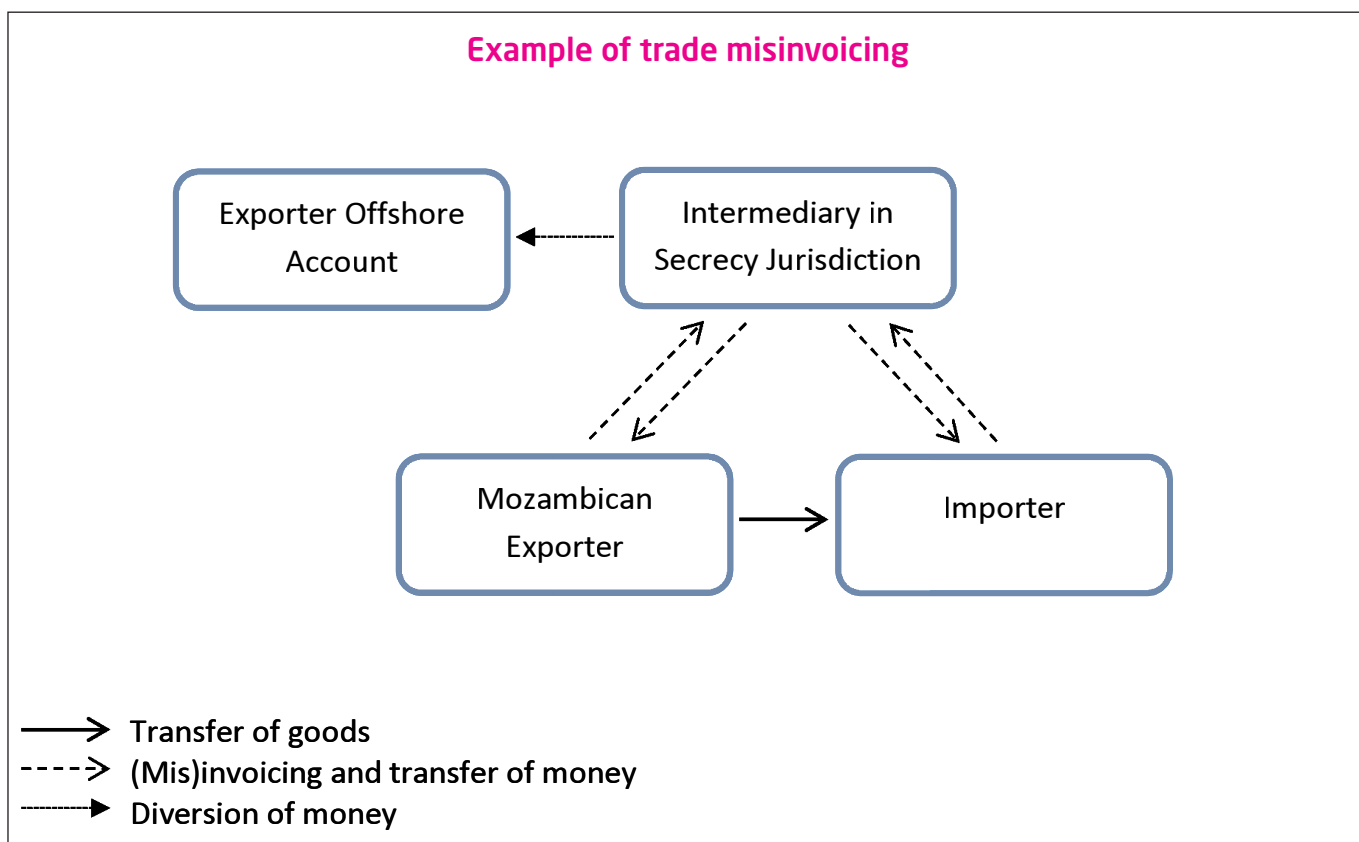 Example of trade misinvoicing
Exporter Offshore
Account
Intermediary in
Secrecy Jurisdiction
Mozambican
Exporter
Importer
Transfer of goods
(Mis)invoicing and transfer of money
Diversion of money